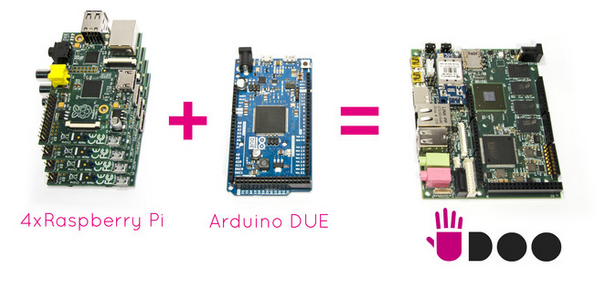 4xRaspberry Pi
+
Arduino DUE
=
UDOO